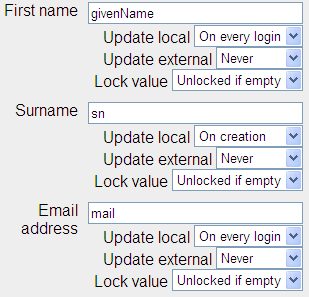 First name givenName
Update local On every login
Update external Never
Lock value Unlocked if empty
Surname sn
Update local On creation
Update external Never
Lock value Unlocked if empty
Email address mail
Update local On every login
Update external Never
Lock value Unlocked if empty